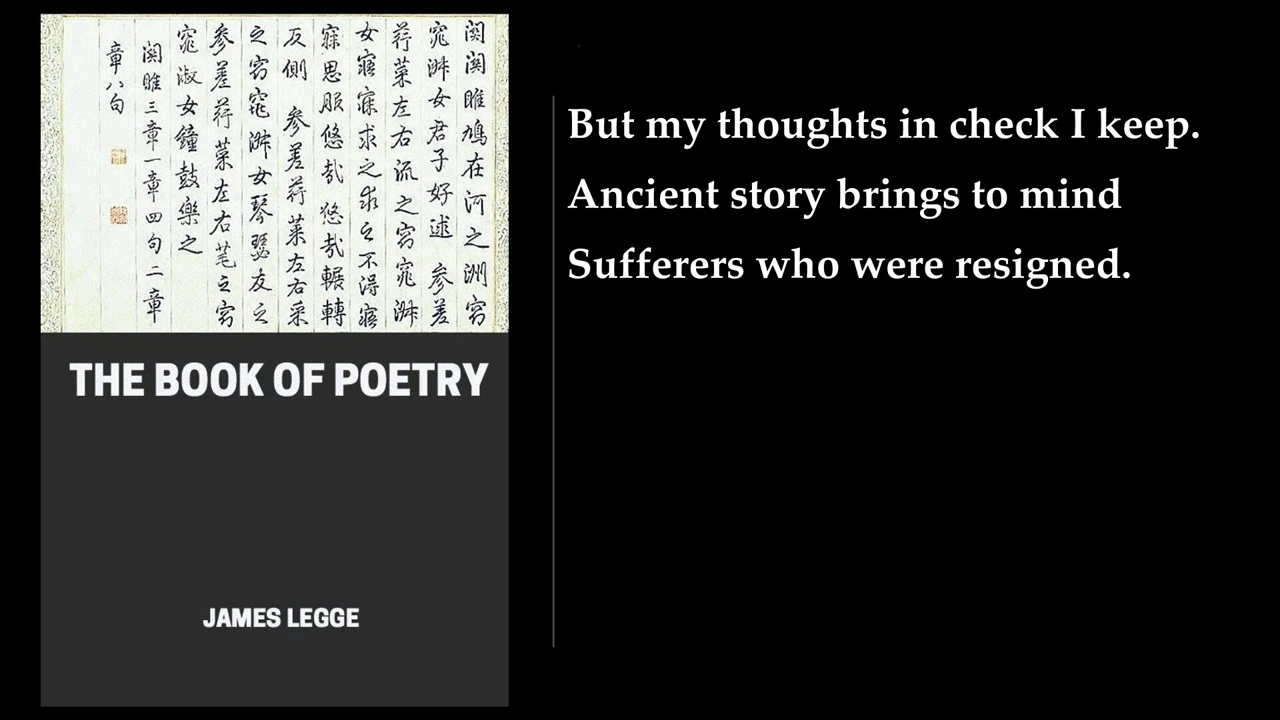 関関雎鳩在河之洲窈
窕淑女君子好逑 參差
荇菜左右流之窈窕淑
女寤寐求之求之不得寤
寐思服悠哉悠哉輾轉
反側 參差荇菜左右采
之窈窕淑女琴瑟友之
參差荇菜左右芼之窈
窕淑女鐘鼓樂之
関雎三章一章四句二章
章八句
THE BOOK OF POETRY
JAMES LEGGE
But my thoughts in check I keep.
Ancient story brings to mind
Sufferers who were resigned.